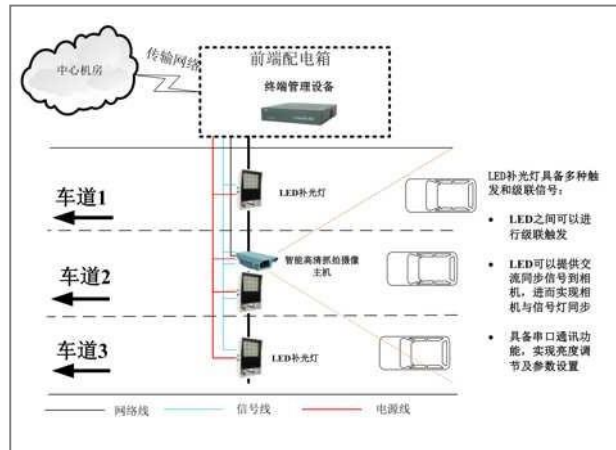 中心机房
传输网络
前端配电箱
终端管理设备
LED补光灯
车道1
智能高清抓拍摄像
主机
车道2
LED补光灯
车道3
LED补光灯具备多种触
发和级联信号：
• LED之间可以进
行级联触发
• LED可以提供交
流同步信号到相
机，进而实现相
机与信号灯同步
• 具备串口通讯功
能，实现亮度调
节及参数设置
网络线
信号线
电源线